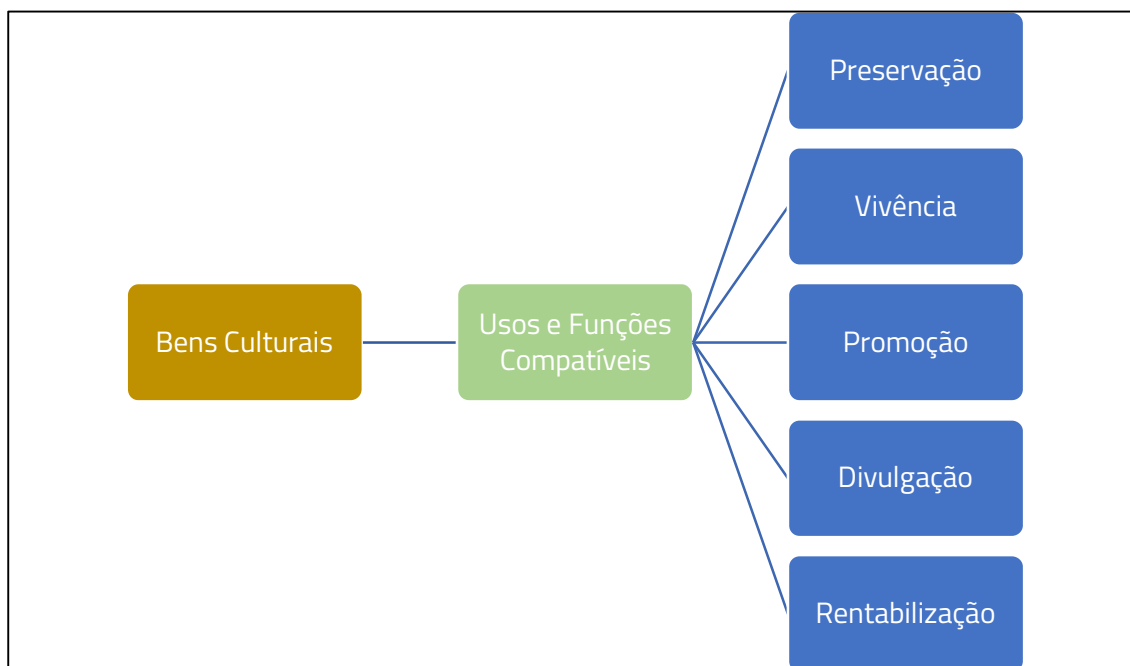 Bens Culturais
Usos e Funções
Compatíveis
Preservação
Vivência
Promoção
Divulgação
Rentabilização